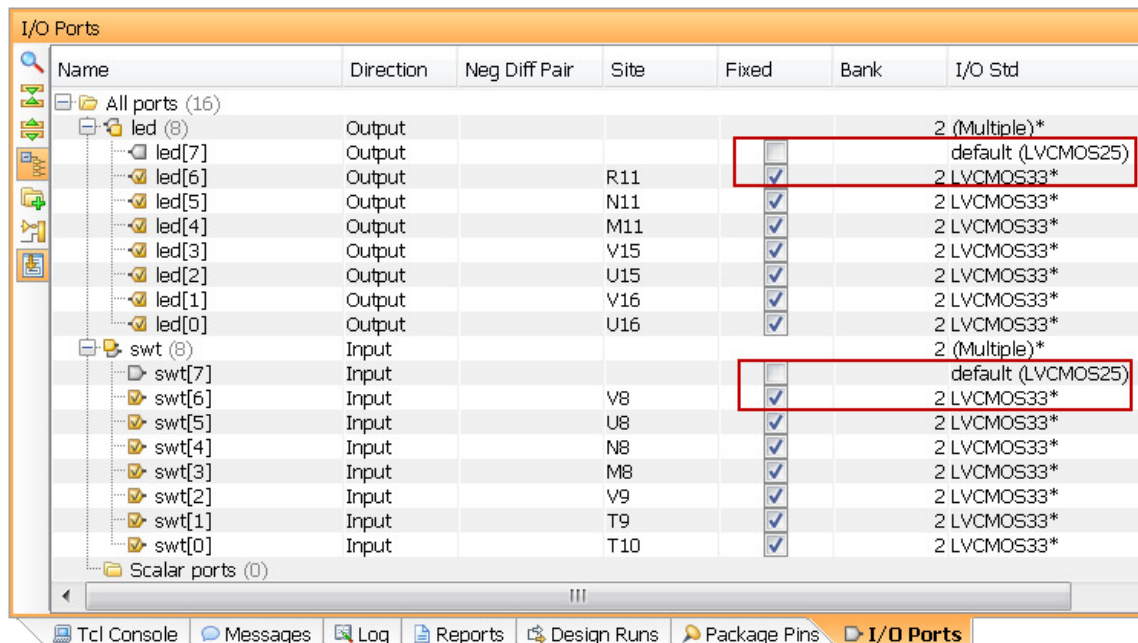 I/O Ports
Name Direction Neg Diff Pair Site Fixed Bank I/O Std
All ports (16)
led (8) Output 2 (Multiple)*
led[7] Output default (LVCMOS25)
led[6] Output R11 2 LVCMOS33*
led[5] Output N11 2 LVCMOS33*
led[4] Output M11 2 LVCMOS33*
led[3] Output V15 2 LVCMOS33*
led[2] Output U15 2 LVCMOS33*
led[1] Output V16 2 LVCMOS33*
led[0] Output U16 2 LVCMOS33*
swt (8) Input 2 (Multiple)*
swt[7] Input default (LVCMOS25)
swt[6] Input V8 2 LVCMOS33*
swt[5] Input U8 2 LVCMOS33*
swt[4] Input N8 2 LVCMOS33*
swt[3] Input M8 2 LVCMOS33*
swt[2] Input V9 2 LVCMOS33*
swt[1] Input T9 2 LVCMOS33*
swt[0] Input T10 2 LVCMOS33*
Scalar ports (0)
Tcl Console Messages Log Reports Design Runs Package Pins I/O Ports